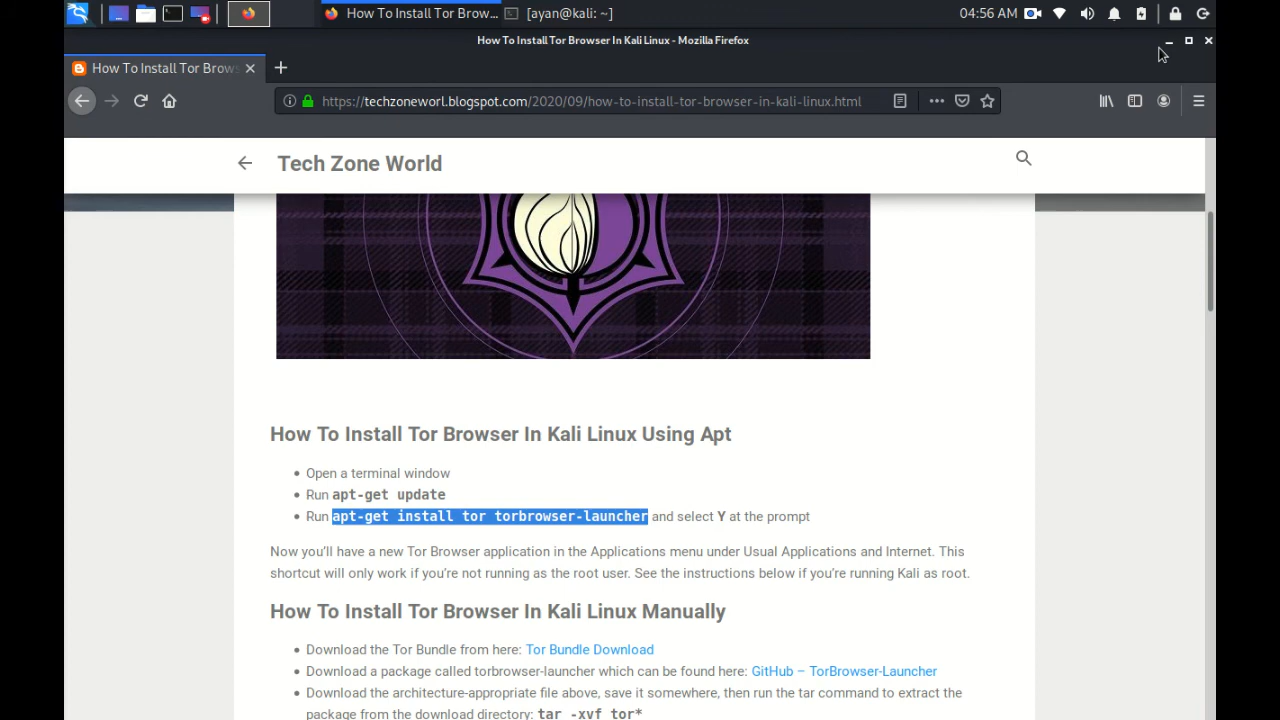 How To Install Tor Brow... [ayan@kali: ~] 04:56 AM
How To Install Tor Browser In Kali Linux - Mozilla Firefox
How To Install Tor Brows
https://techzoneworl.blogspot.com/2020/09/how-to-install-tor-browser-in-kali-linux.html
Tech Zone World
How To Install Tor Browser In Kali Linux Using Apt
Open a terminal window
Run apt-get update
Run apt-get install tor torbrowser-launcher and select Y at the prompt
Now you’ll have a new Tor Browser application in the Applications menu under Usual Applications and Internet. This
shortcut will only work if you’re not running as the root user. See the instructions below if you’re running Kali as root.
How To Install Tor Browser In Kali Linux Manually
Download the Tor Bundle from here: Tor Bundle Download
Download a package called torbrowser-launcher which can be found here: GitHub – TorBrowser-Launcher
Download the architecture-appropriate file above, save it somewhere, then run the tar command to extract the
package from the download directory: tar -xvf tor*